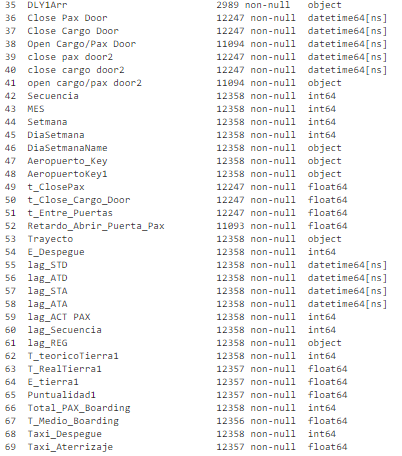 35 DLY1Arr 2989 non-null object
36 Close Pax Door 12247 non-null datetime64[ns]
37 Close Cargo Door 12247 non-null datetime64[ns]
38 Open Cargo/Pax Door 11094 non-null datetime64[ns]
39 close pax door2 12247 non-null datetime64[ns]
40 close cargo door2 12247 non-null datetime64[ns]
41 open cargo/pax door2 11094 non-null object
42 Secuencia 12358 non-null int64
43 MES 12358 non-null int64
44 Setmana 12358 non-null int64
45 DiaSetmana 12358 non-null int64
46 DiaSetmanaName 12358 non-null object
47 Aeropuerto_Key 12358 non-null object
48 AeropuertoKey1 12358 non-null object
49 t_ClosePax 12247 non-null float64
50 t_Close_Cargo_Door 12247 non-null float64
51 t_Entre_Puertas 12247 non-null float64
52 Retardo_Abrir_Puerta_Pax 11093 non-null float64
53 Trayecto 12358 non-null object
54 E_Despegue 12358 non-null int64
55 lag_STD 12358 non-null datetime64[ns]
56 lag_ATD 12358 non-null datetime64[ns]
57 lag_STA 12358 non-null datetime64[ns]
58 lag_ATA 12358 non-null datetime64[ns]
59 lag_ACT PAX 12358 non-null int64
60 lag_Secuencia 12358 non-null int64
61 lag_REG 12358 non-null object
62 T_teoricoTierra1 12358 non-null int64
63 T_RealTierra1 12357 non-null float64
64 E_tierra1 12357 non-null float64
65 Puntualidad1 12357 non-null float64
66 Total_PAX_Boarding 12358 non-null int64
67 T_Medio_Boarding 12356 non-null float64
68 Taxi_Despegue 12358 non-null int64
69 Taxi_Aterrizaje 12357 non-null float64